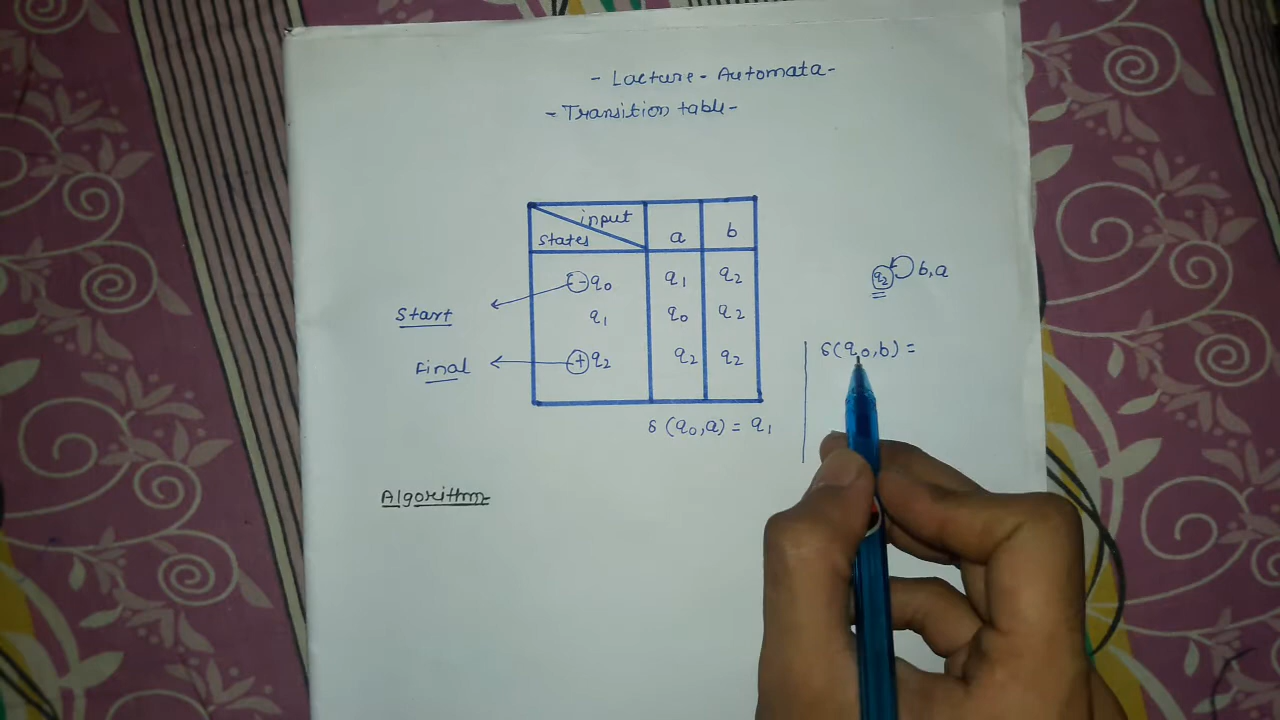 - Lacture - Automata -
- Transition table -
input
states a b
- q0 q1 q2
q1 q0 q2
+ q2 q2 q2
Start
Final
q2 b,a
δ(q0,b) =
δ (q0,a) = q1
Algorithm